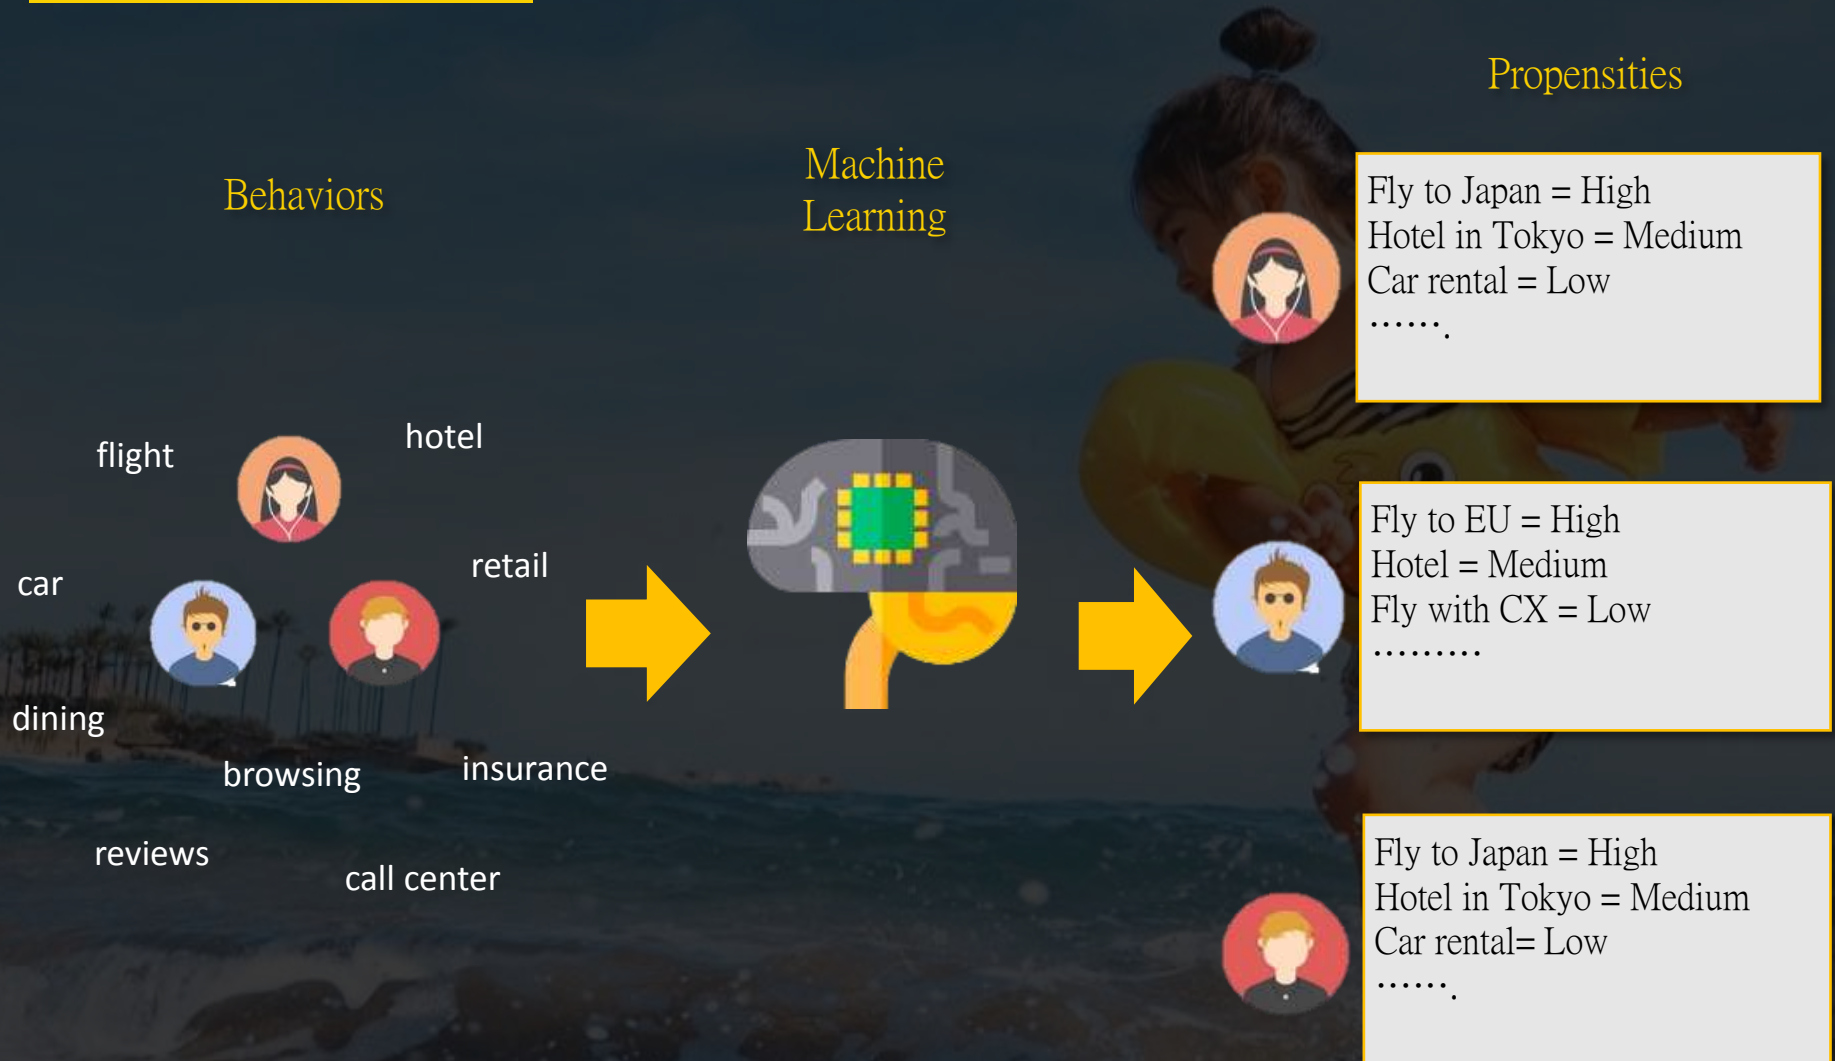 Behaviors
flight
hotel
car
retail
dining
browsing
insurance
reviews
call center
Machine
Learning
Propensities
Fly to Japan = High
Hotel in Tokyo = Medium
Car rental = Low
…….
Fly to EU = High
Hotel = Medium
Fly with CX = Low
………
Fly to Japan = High
Hotel in Tokyo = Medium
Car rental= Low
…….